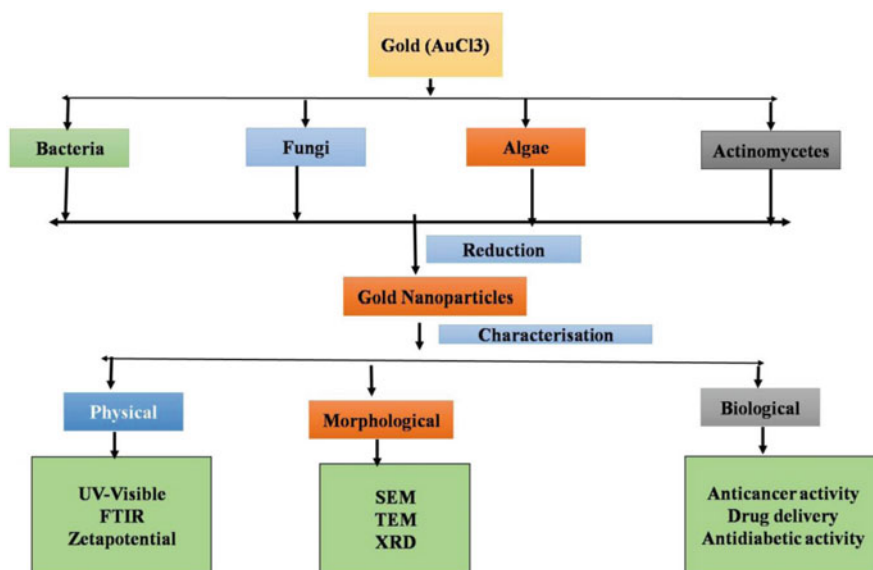 Gold (AuCl3)
Bacteria
Fungi
Algae
Actinomycetes
Reduction
Gold Nanoparticles
Characterisation
Physical
Morphological
Biological
UV-Visible
FTIR
Zetapotential
SEM
TEM
XRD
Anticancer activity
Drug delivery
Antidiabetic activity